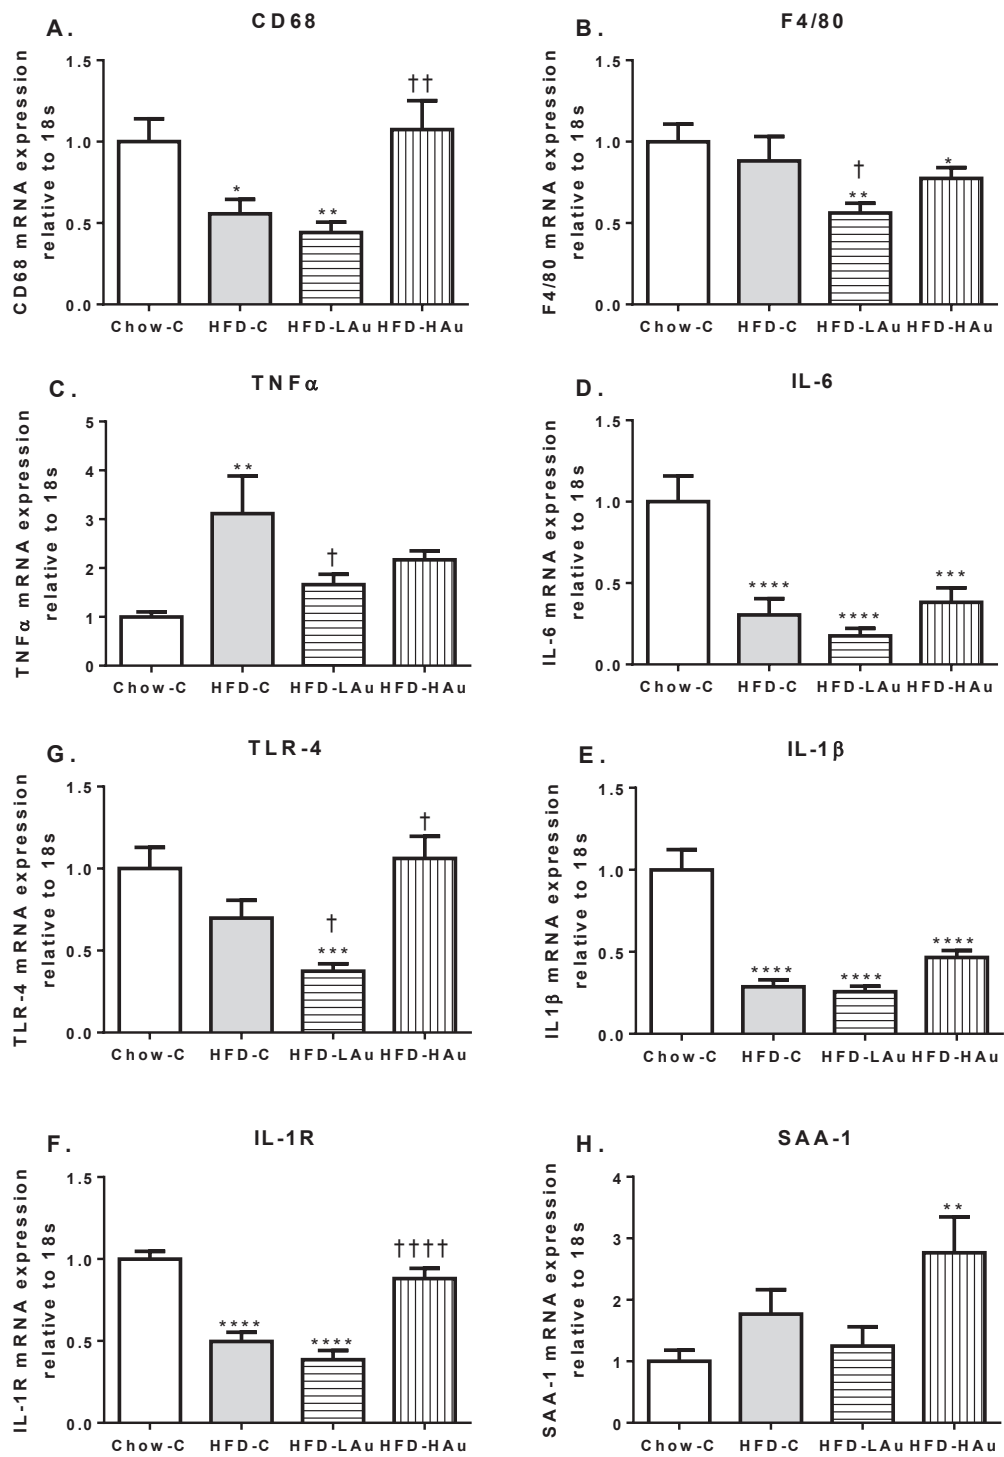 A.
CD68
CD68 mRNA expression
relative to 18s
1.5
1.0
0.5
0.0
*
**
††
Chow-C HFD-C HFD-LAu HFD-HAu
B.
F4/80
F4/80 mRNA expression
relative to 18s
1.5
1.0
0.5
0.0
†
**
*
Chow-C HFD-C HFD-LAu HFD-HAu
C.
TNFα
TNFα mRNA expression
relative to 18s
5
4
3
2
1
0
**
†
Chow-C HFD-C HFD-LAu HFD-HAu
D.
IL-6
IL-6 mRNA expression
relative to 18s
1.5
1.0
0.5
0.0
****
****
***
Chow-C HFD-C HFD-LAu HFD-HAu
G.
TLR-4
TLR-4 mRNA expression
relative to 18s
1.5
1.0
0.5
0.0
†
***
†
Chow-C HFD-C HFD-LAu HFD-HAu
E.
IL-1β
IL1β mRNA expression
relative to 18s
1.5
1.0
0.5
0.0
****
****
****
Chow-C HFD-C HFD-LAu HFD-HAu
F.
IL-1R
IL-1R mRNA expression
relative to 18s
1.5
1.0
0.5
0.0
****
****
††††
Chow-C HFD-C HFD-LAu HFD-HAu
H.
SAA-1
SAA-1 mRNA expression
relative to 18s
4
3
2
1
0
**
Chow-C HFD-C HFD-LAu HFD-HAu